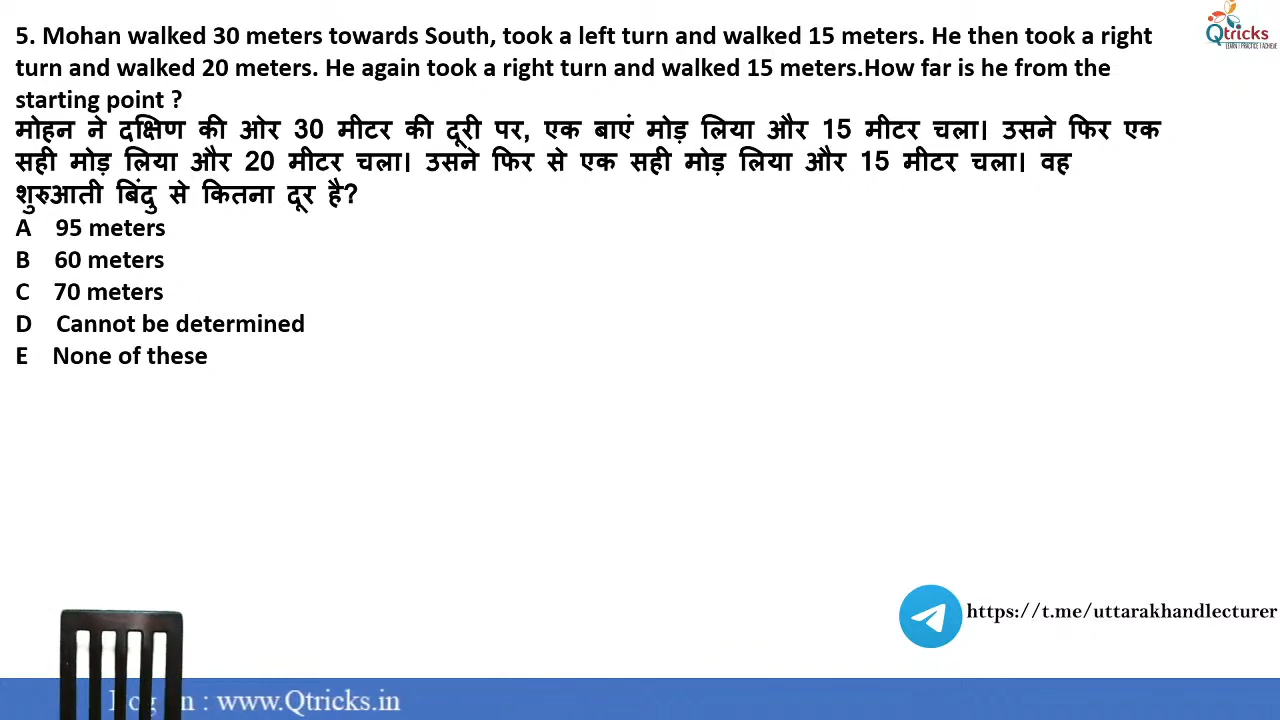 Qtricks
LEARN | PRACTICE | ACHIEVE
5. Mohan walked 30 meters towards South, took a left turn and walked 15 meters. He then took a right
turn and walked 20 meters. He again took a right turn and walked 15 meters.How far is he from the
starting point ?
मोहन ने दक्षिण की ओर 30 मीटर की दूरी पर, एक बाएं मोड़ लिया और 15 मीटर चला। उसने फिर एक
सही मोड़ लिया और 20 मीटर चला। उसने फिर से एक सही मोड़ लिया और 15 मीटर चला। वह
शुरुआती बिंदु से कितना दूर है?
A 95 meters
B 60 meters
C 70 meters
D Cannot be determined
E None of these
https://t.me/uttarakhandlecturer
: www.Qtricks.in